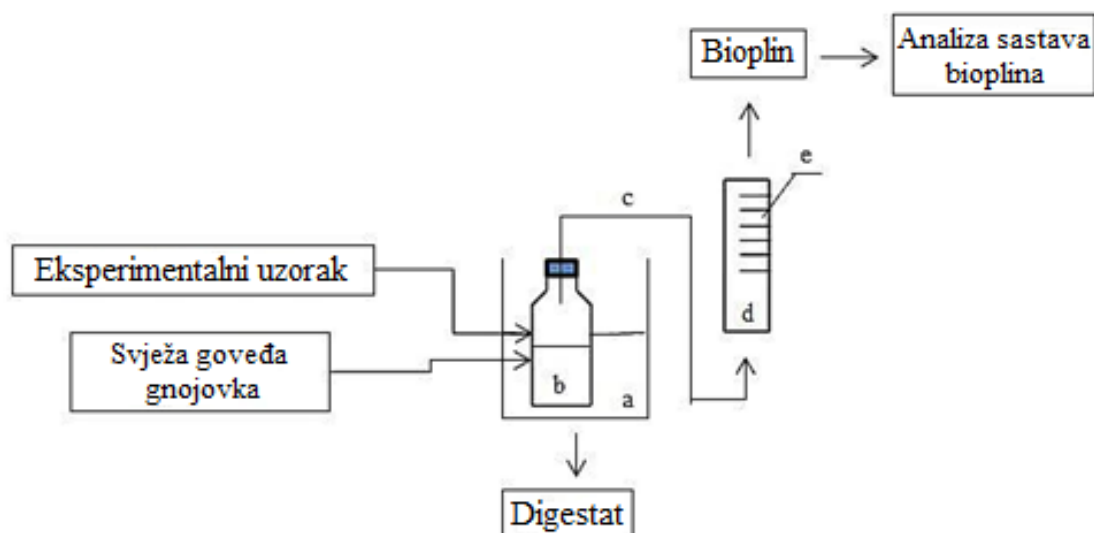 Bioplin
Analiza sastava
bioplina
e
c
Eksperimentalni uzorak
d
Svježa goveđa
gnojovka
b
a
Digestat